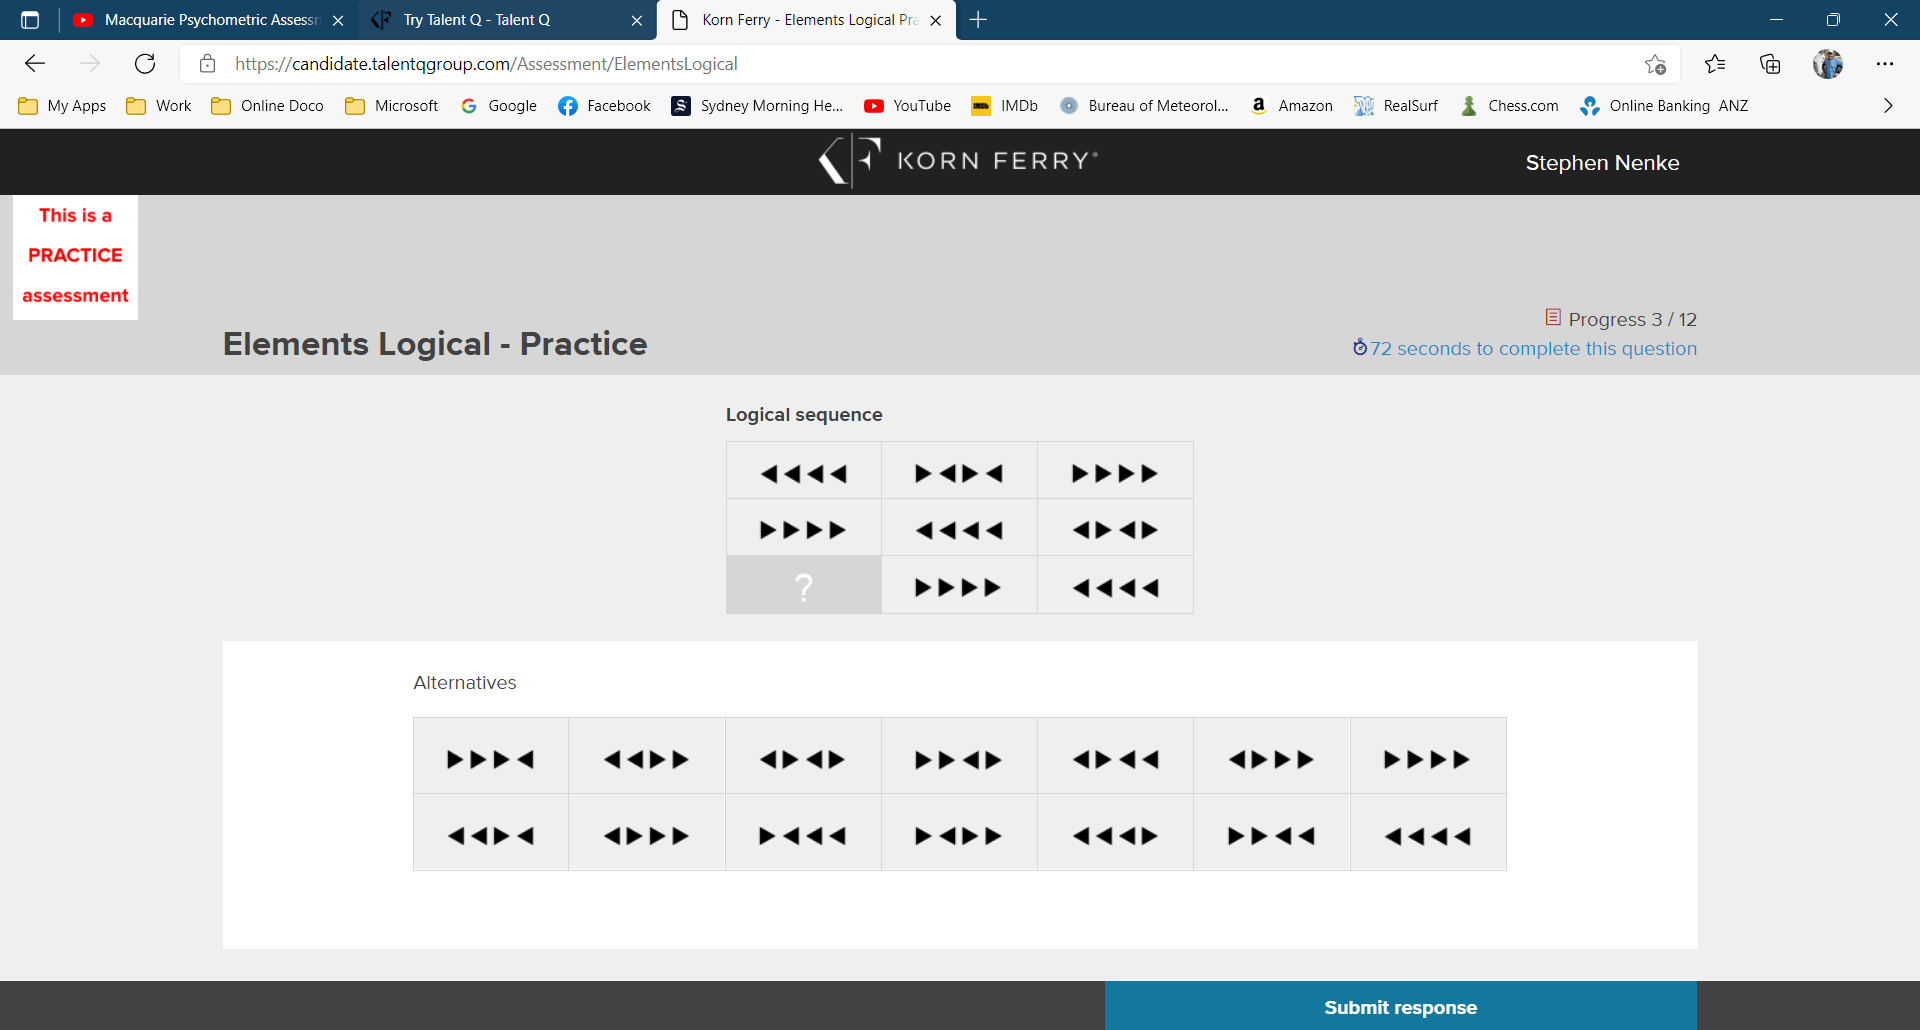 Macquarie Psychometric Assessm
Try Talent Q - Talent Q
Korn Ferry - Elements Logical Pra
https://candidate.talentqgroup.com/Assessment/ElementsLogical
My Apps
Work
Online Doco
Microsoft
Google
Facebook
Sydney Morning He...
YouTube
IMDb
Bureau of Meteorol...
Amazon
RealSurf
Chess.com
Online Banking ANZ
KORN FERRY
Stephen Nenke
This is a
PRACTICE
assessment
Progress 3 / 12
Elements Logical - Practice
72 seconds to complete this question
Logical sequence
?
Alternatives
Submit response